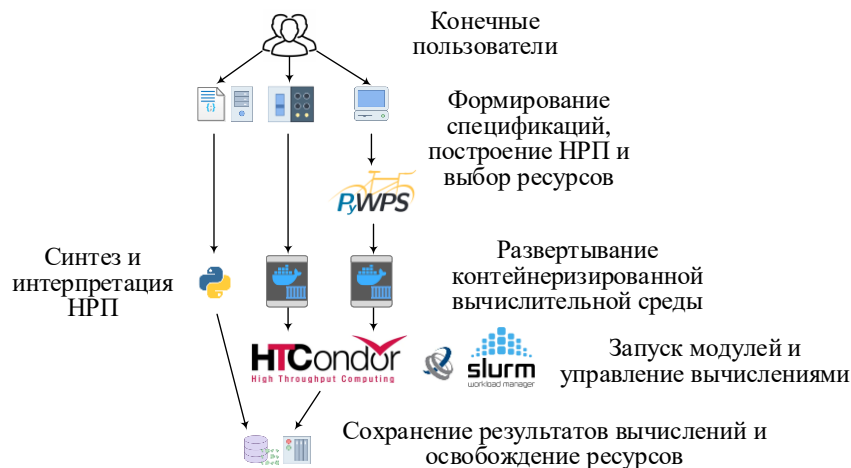 Конечные
пользователи
{;}
Формирование
спецификаций,
построение НРП и
выбор ресурсов
PyWPS
Синтез и
интерпретация
НРП
Развертывание
контейнеризированной
вычислительной среды
HTCondor
High Throughput Computing
slurm
workload manager
Запуск модулей и
управление вычислениями
Сохранение результатов вычислений и
освобождение ресурсов